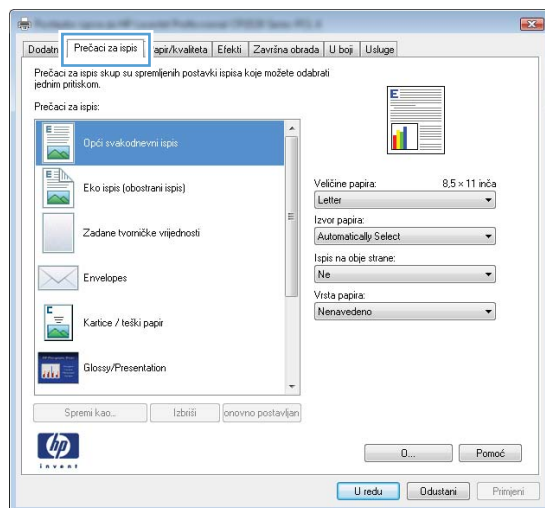 Dodatn Prečaci za ispis apir/kvaliteta Efekti Završna obrada U boji Usluge
Prečaci za ispis skup su spremljenih postavki ispisa koje možete odabrati
jednim pritiskom.
Prečaci za ispis:
Opći svakodnevni ispis
Eko ispis (obostrani ispis)
Zadane tvorničke vrijednosti
Envelopes
Kartice / teški papir
Glossy/Presentation
Spremi kao... Izbriši onovno postavljan
Veličine papira: 8,5 × 11 inča
Letter
Izvor papira:
Automatically Select
Ispis na obje strane:
Ne
Vrsta papira:
Nenavedeno
hp
invent
O... Pomoć
U redu Odustani Primijeni